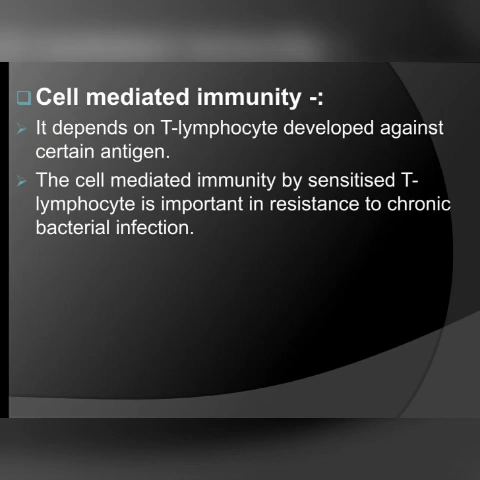 Cell mediated immunity -:
It depends on T-lymphocyte developed against
certain antigen.
The cell mediated immunity by sensitised T-
lymphocyte is important in resistance to chronic
bacterial infection.